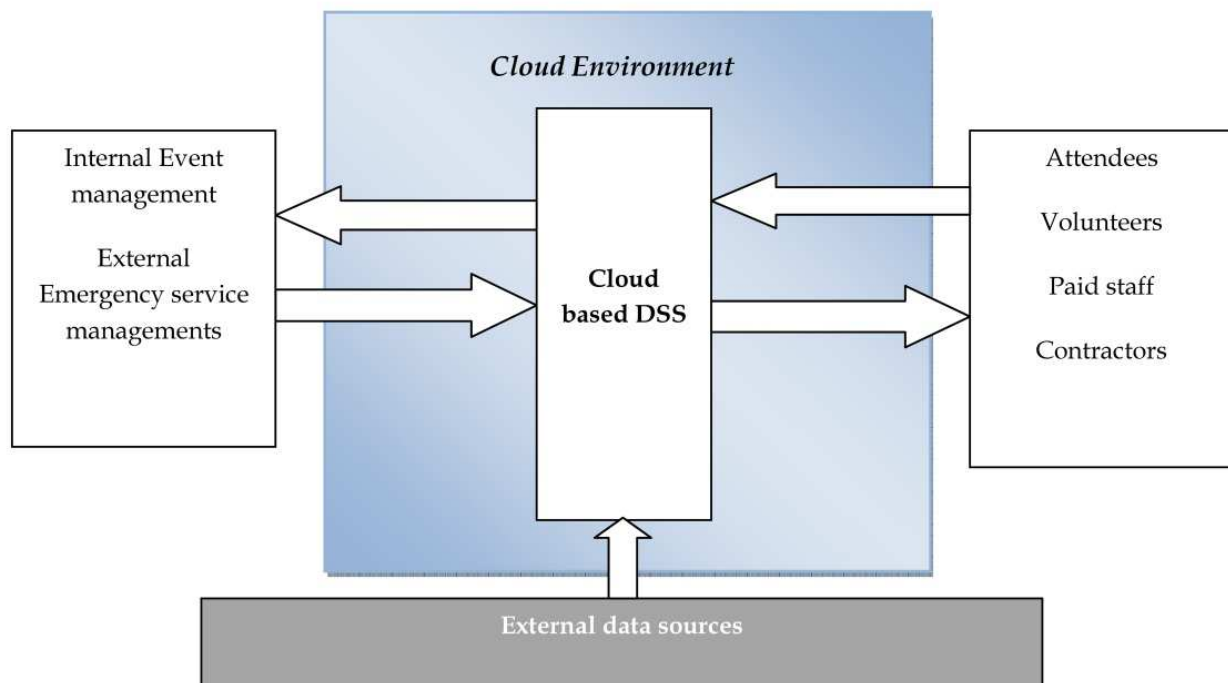 Cloud Environment
Internal Event
management
External
Emergency service
managements
Cloud
based DSS
Attendees
Volunteers
Paid staff
Contractors
External data sources